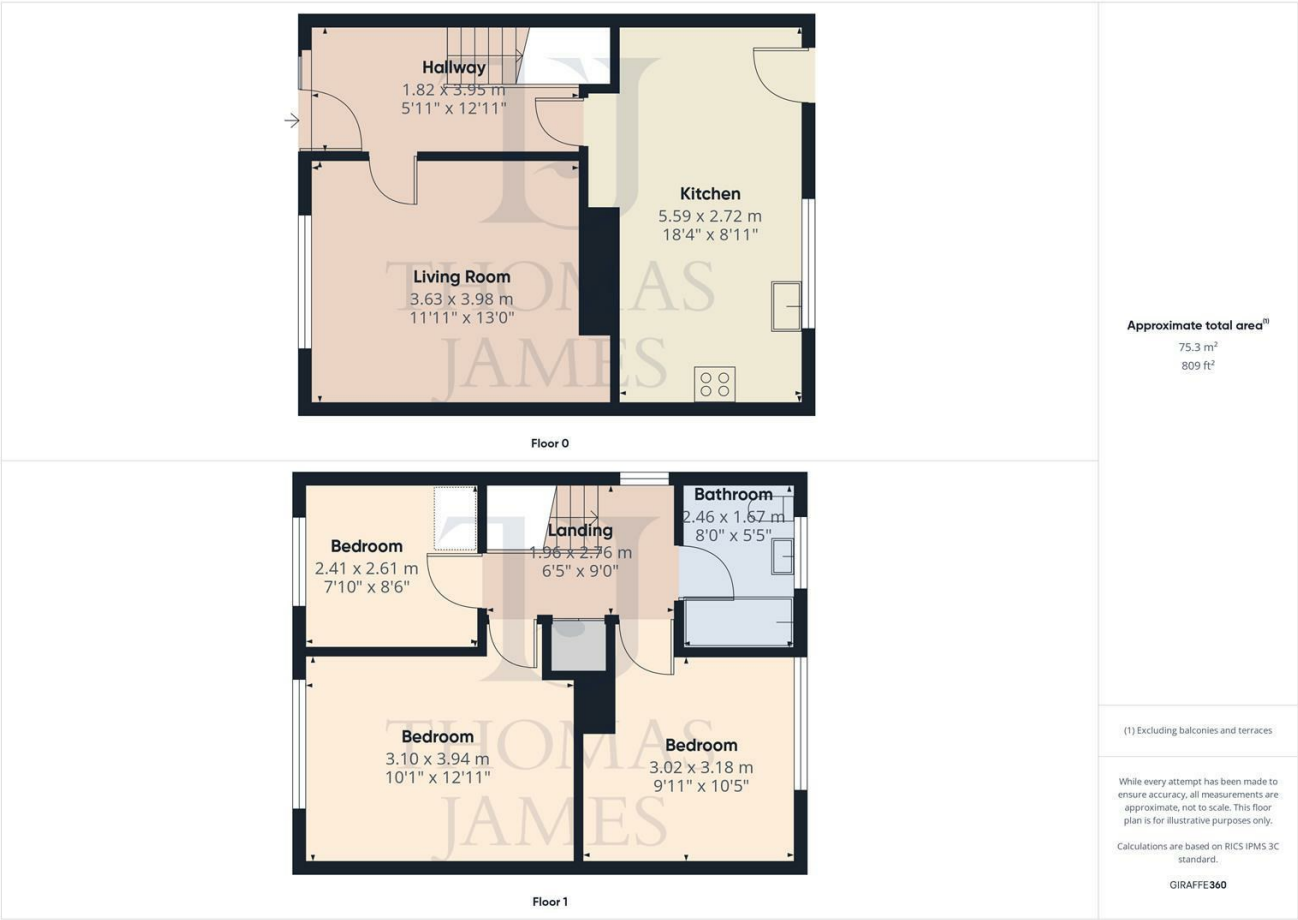 Hallway
1.82 x 3.95 m
5'11" x 12'11"
Kitchen
5.59 x 2.72 m
18'4" x 8'11"
Living Room
3.63 x 3.98 m
11'11" x 13'0"
TJ
THOMAS
JAMES
Floor 0
Bedroom
2.41 x 2.61 m
7'10" x 8'6"
Landing
1.96 x 2.76 m
6'5" x 9'0"
Bathroom
2.46 x 1.67 m
8'0" x 5'5"
Bedroom
3.10 x 3.94 m
10'1" x 12'11"
Bedroom
3.02 x 3.18 m
9'11" x 10'5"
TJ
THOMAS
JAMES
Floor 1
Approximate total area(1)
75.3 m²
809 ft²
(1) Excluding balconies and terraces
While every attempt has been made to
ensure accuracy, all measurements are
approximate, not to scale. This floor
plan is for illustrative purposes only.
Calculations are based on RICS IPMS 3C
standard.
GIRAFFE360